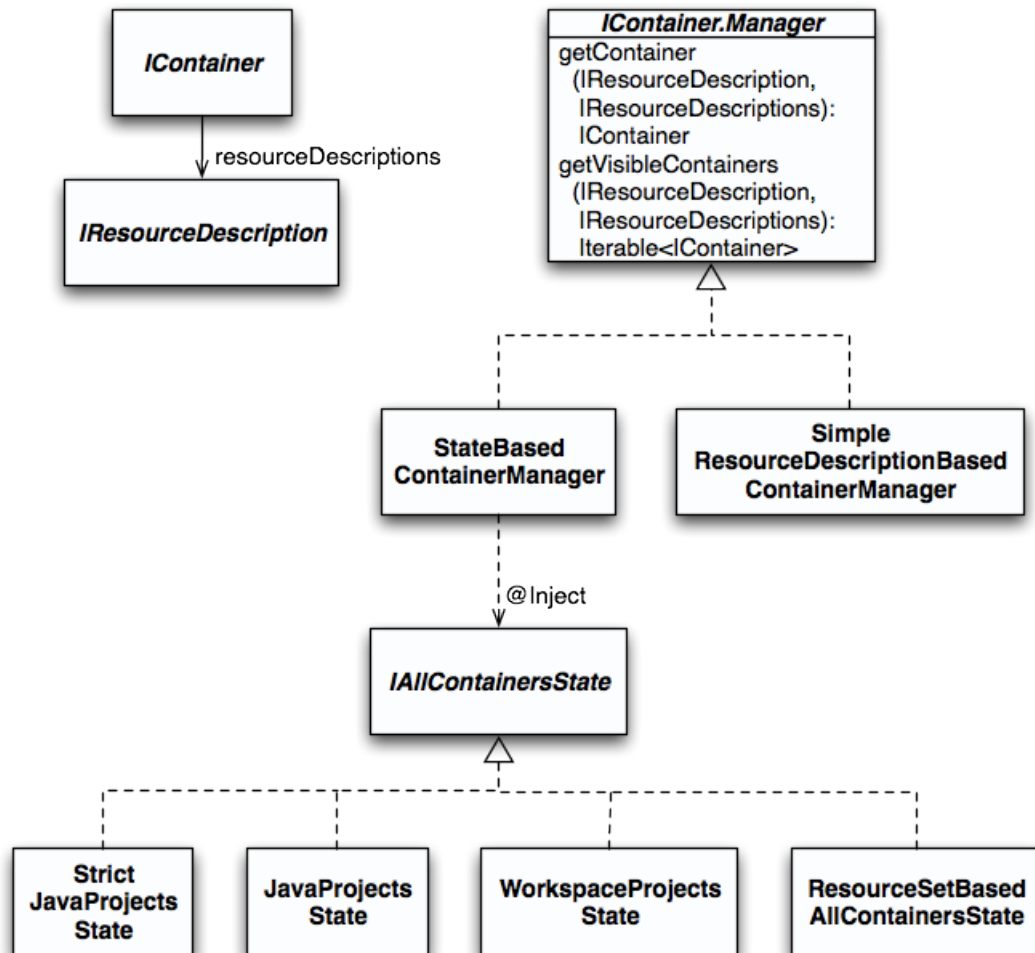 IContainer
resourceDescriptions
IResourceDescription
IContainer.Manager
getContainer
(IResourceDescription,
IResourceDescriptions):
IContainer
getVisibleContainers
(IResourceDescription,
IResourceDescriptions):
Iterable<IContainer>
StateBased
ContainerManager
Simple
ResourceDescriptionBased
ContainerManager
@Inject
IAllContainersState
Strict
JavaProjects
State
JavaProjects
State
WorkspaceProjects
State
ResourceSetBased
AllContainersState